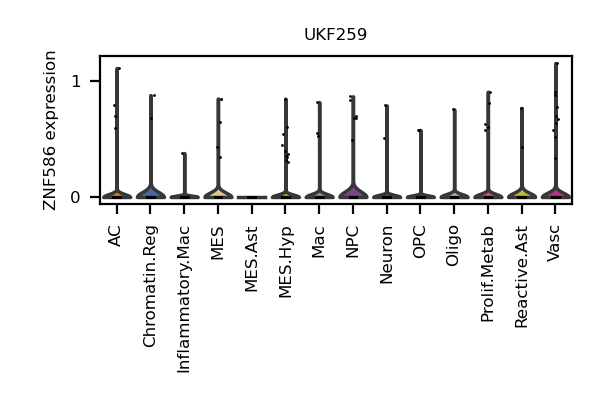 UKF259
ZNF586 expression
1
0
AC
Chromatin.Reg
Inflammatory.Mac
MES
MES.Ast
MES.Hyp
Mac
NPC
Neuron
OPC
Oligo
Prolif.Metab
Reactive.Ast
Vasc